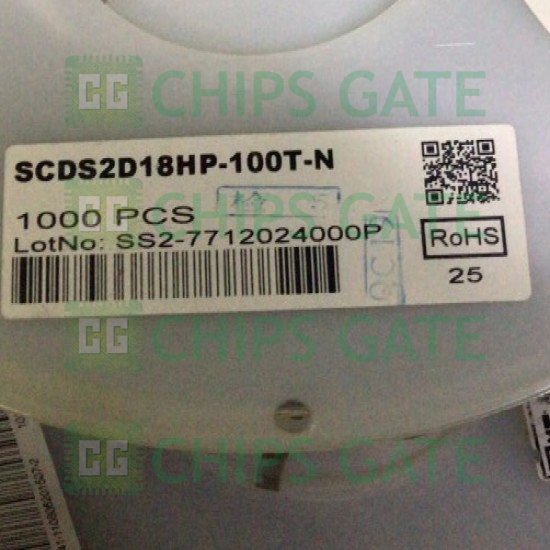 CG CHIPS GATE
SCDS2D18HP-100T-N
1000 PCS
LotNo: SS2-7712024000P
RoHS
25
CG CHIPS GATE
CG CHIPS GATE
CG CHIPS GATE